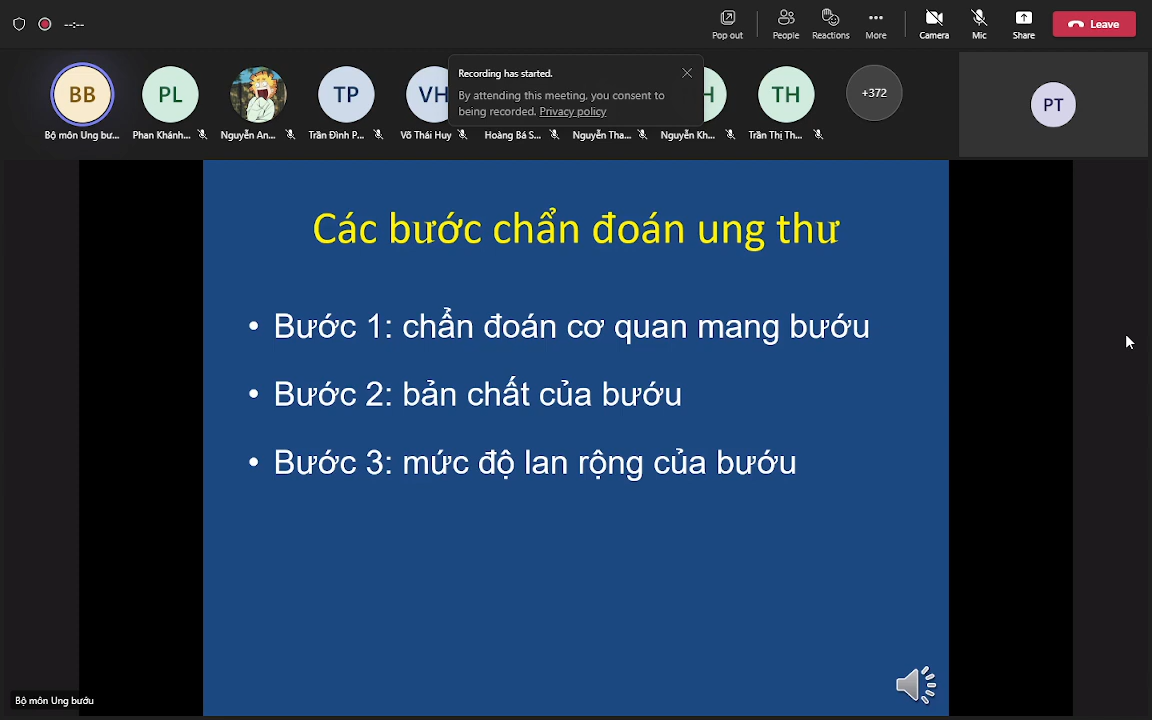 --:--
Pop out
People
Reactions
More
Camera
Mic
Share
Leave
BB
PL
TP
VH
H
TH
+372
PT
Recording has started.
By attending this meeting, you consent to
being recorded. Privacy policy
Bộ môn Ung bư...
Phan Khánh...
Nguyễn An...
Trần Đình P...
Võ Thái Huy
Hoàng Bá S...
Nguyễn Tha...
Nguyễn Kh...
Trần Thị Th...
Các bước chẩn đoán ung thư
• Bước 1: chẩn đoán cơ quan mang bướu
• Bước 2: bản chất của bướu
• Bước 3: mức độ lan rộng của bướu
Bộ môn Ung bướu